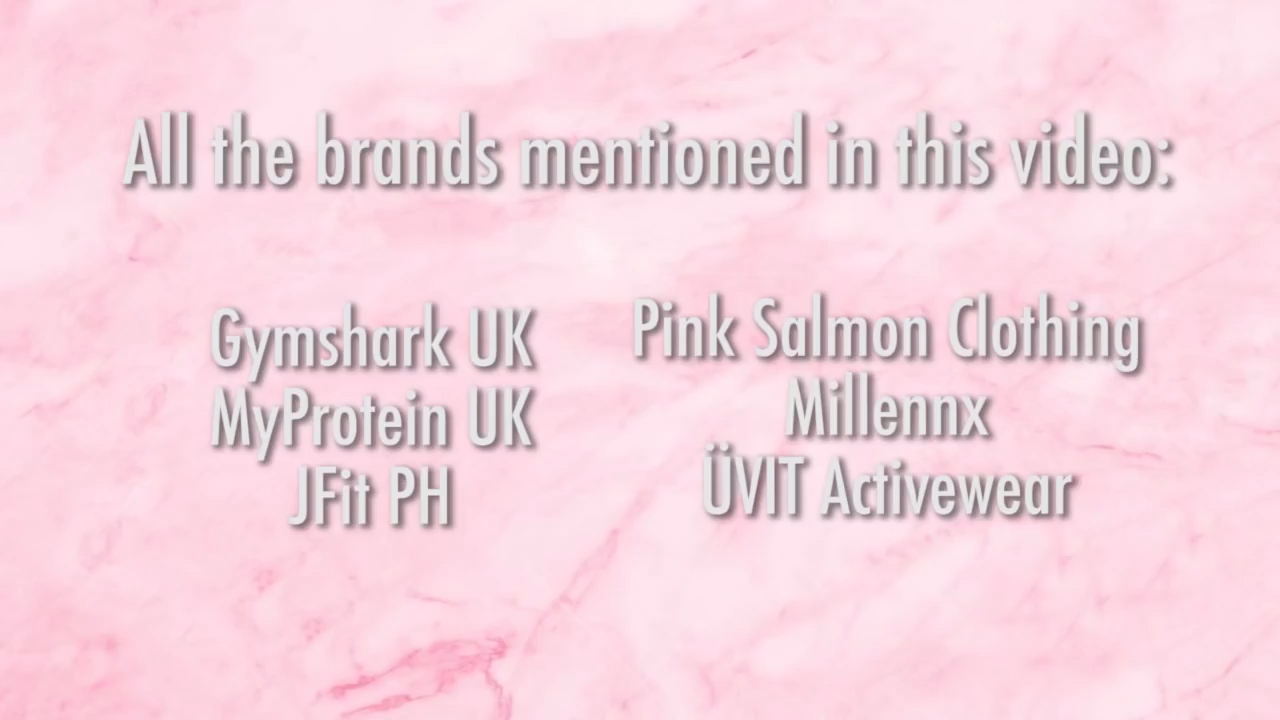 All the brands mentioned in this video:
Gymshark UK
MyProtein UK
JFit PH
Pink Salmon Clothing
Millennx
ÜVIT Activewear